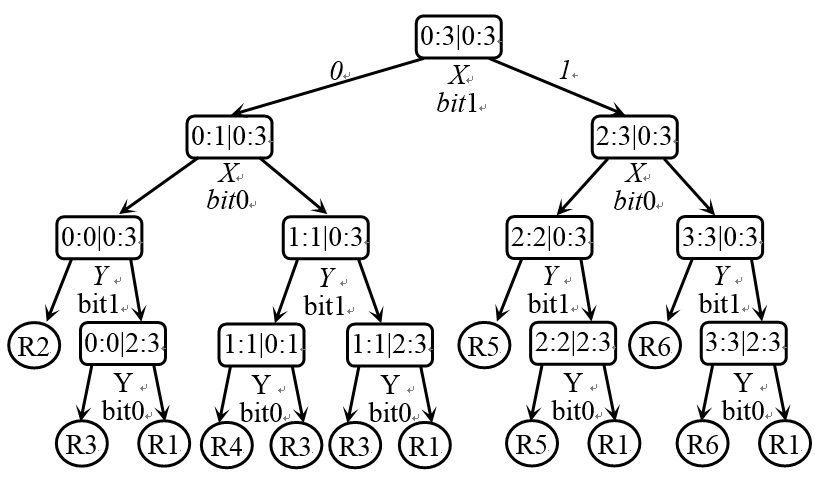 0:3|0:3
0
X
1
bit1
0:1|0:3
2:3|0:3
X
X
bit0
bit0
0:0|0:3
1:1|0:3
2:2|0:3
3:3|0:3
Y
Y
Y
Y
bit1
bit1
bit1
bit1
R2
0:0|2:3
1:1|0:1
1:1|2:3
R5
2:2|2:3
R6
3:3|2:3
Y
Y
Y
Y
Y
bit0
bit0
bit0
bit0
bit0
R3
R1
R4
R3
R3
R1
R5
R1
R6
R1